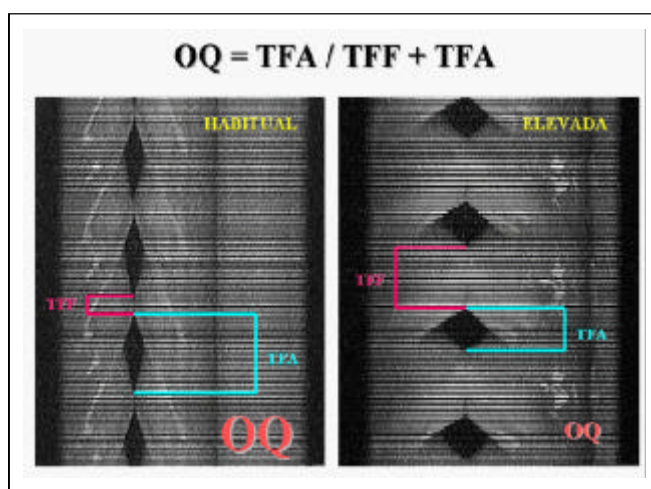 OQ = TFA / TFF + TFA
HABITUAL
TFF
TFA
OQ
ELEVADA
TFF
TFA
OQ